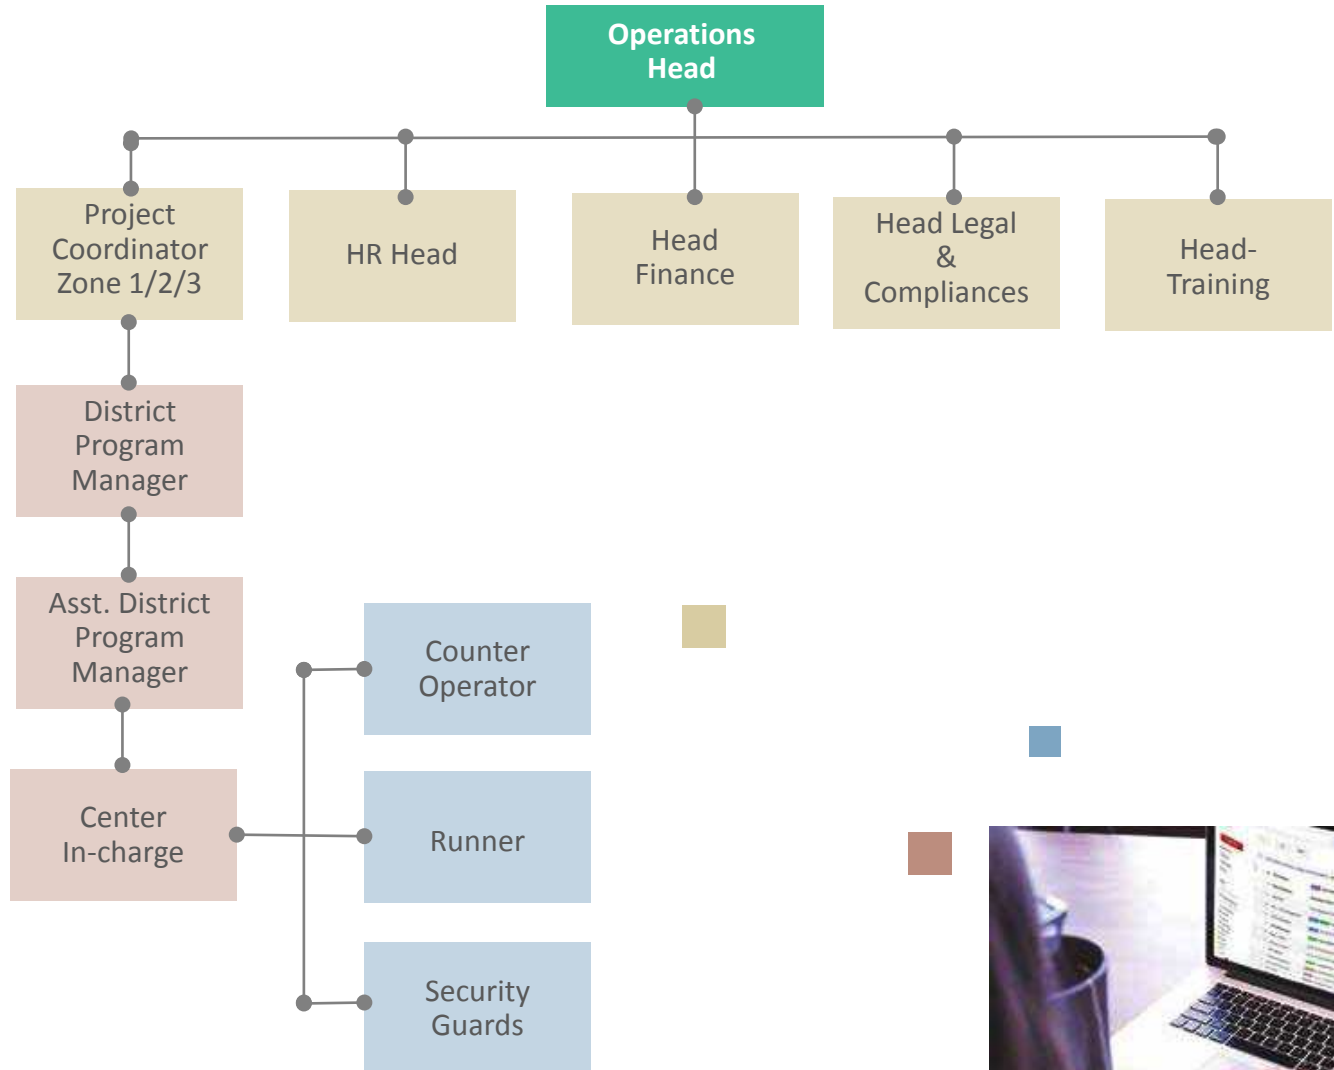 Operations
Head
Project
Coordinator
Zone 1/2/3
HR Head
Head
Finance
Head Legal
&
Compliances
Head-
Training
District
Program
Manager
Asst. District
Program
Manager
Counter
Operator
Center
In-charge
Runner
Security
Guards